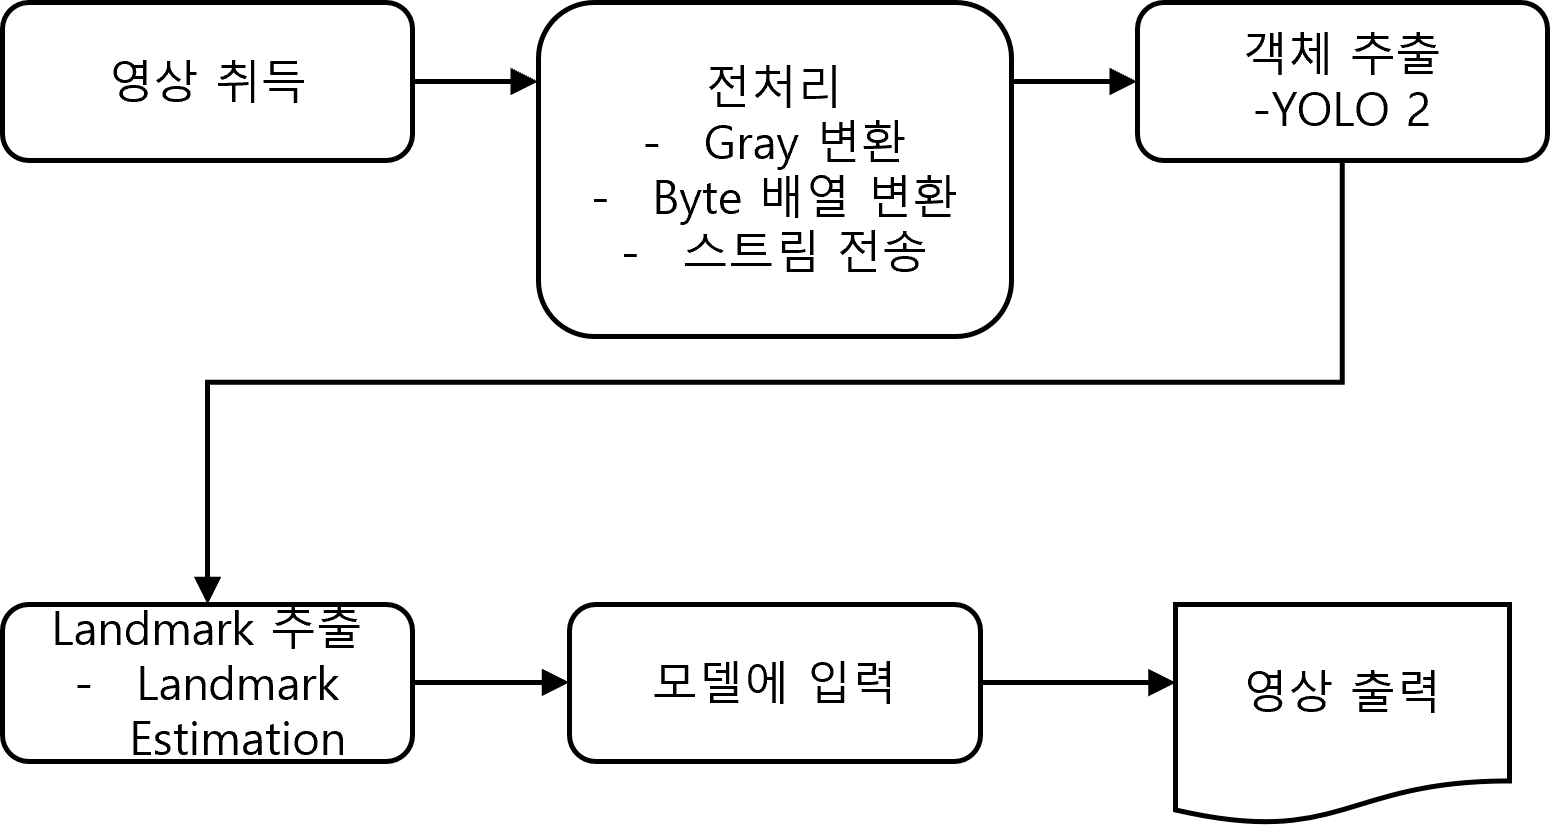 영상 취득
전처리
- Gray 변환
- Byte 배열 변환
- 스트림 전송
객체 추출
-YOLO 2
Landmark 추출
- Landmark
Estimation
모델에 입력
영상 출력